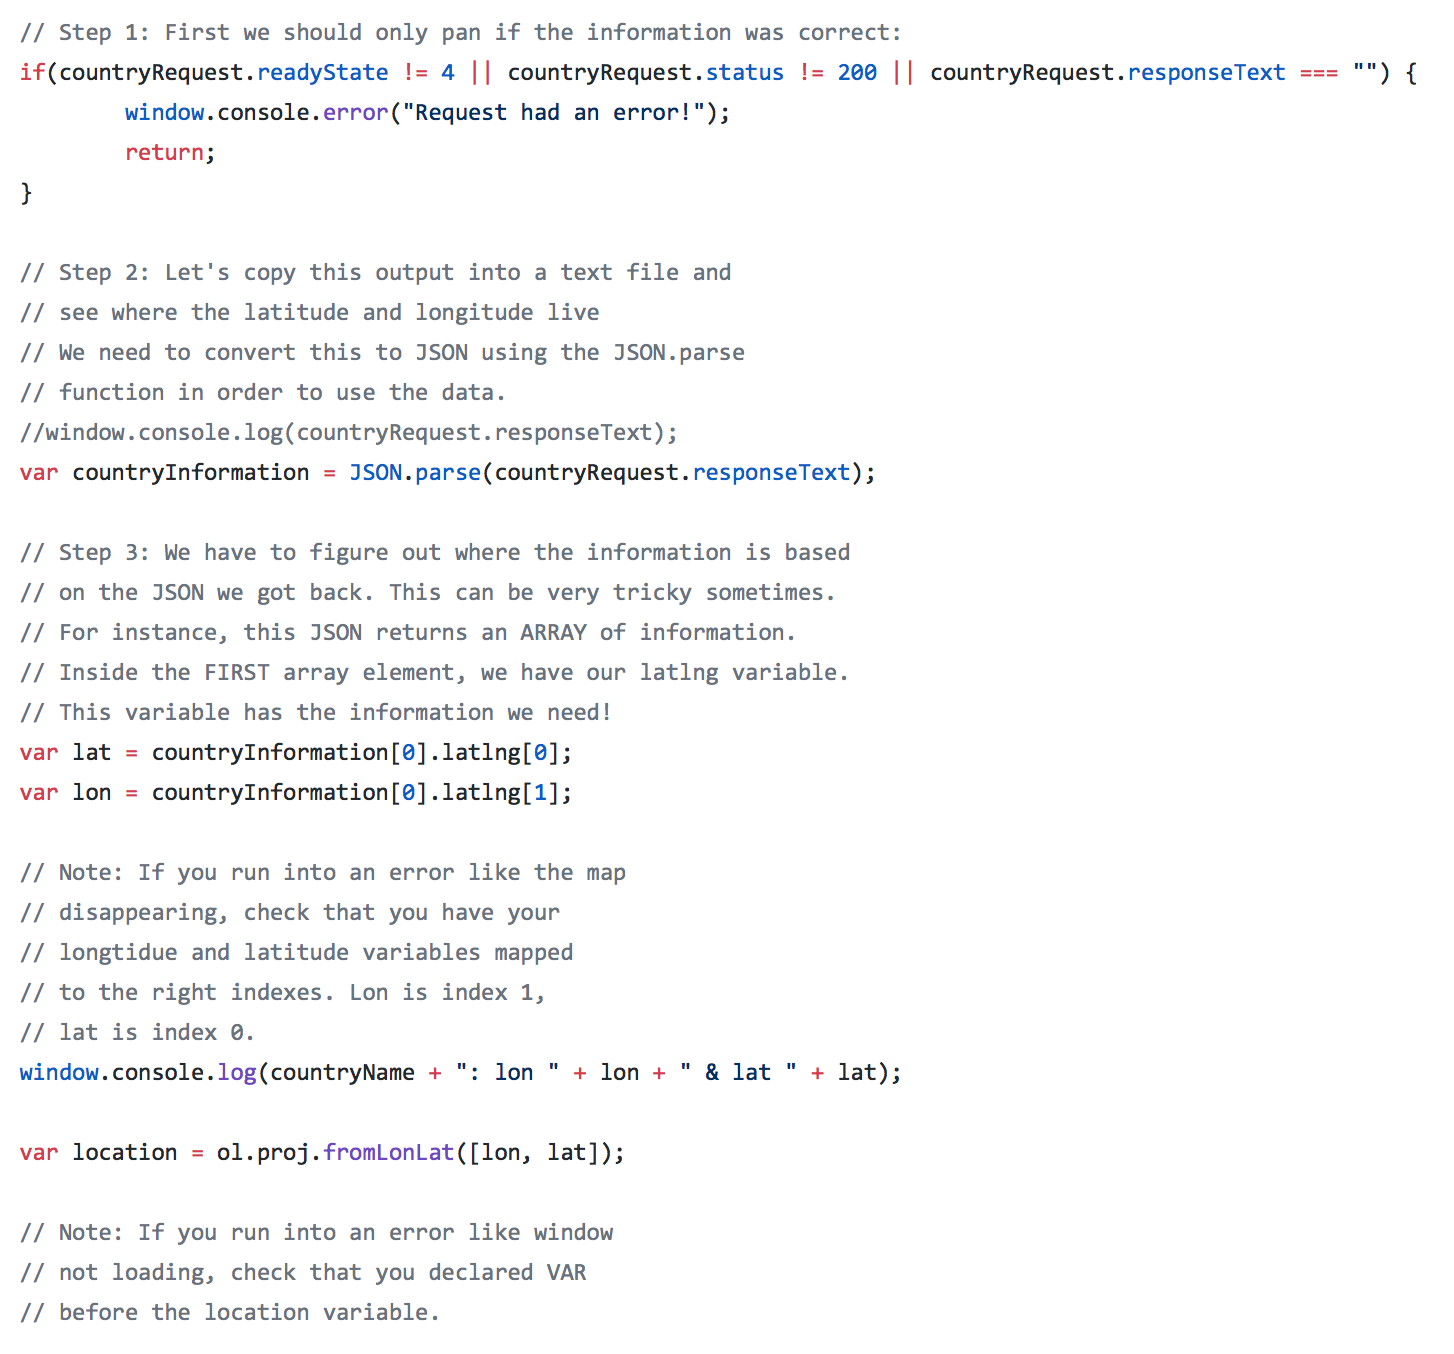 // Step 1: First we should only pan if the information was correct:
if(countryRequest.readyState != 4 || countryRequest.status != 200 || countryRequest.responseText === "") {
        window.console.error("Request had an error!");
        return;
}

// Step 2: Let's copy this output into a text file and
// see where the latitude and longitude live
// We need to convert this to JSON using the JSON.parse
// function in order to use the data.
//window.console.log(countryRequest.responseText);
var countryInformation = JSON.parse(countryRequest.responseText);

// Step 3: We have to figure out where the information is based
// on the JSON we got back. This can be very tricky sometimes.
// For instance, this JSON returns an ARRAY of information.
// Inside the FIRST array element, we have our latlng variable.
// This variable has the information we need!
var lat = countryInformation[0].latlng[0];
var lon = countryInformation[0].latlng[1];

// Note: If you run into an error like the map
// disappearing, check that you have your
// longtidue and latitude variables mapped
// to the right indexes. Lon is index 1,
// lat is index 0.
window.console.log(countryName + ": lon " + lon + " & lat " + lat);

var location = ol.proj.fromLonLat([lon, lat]);

// Note: If you run into an error like window
// not loading, check that you declared VAR
// before the location variable.